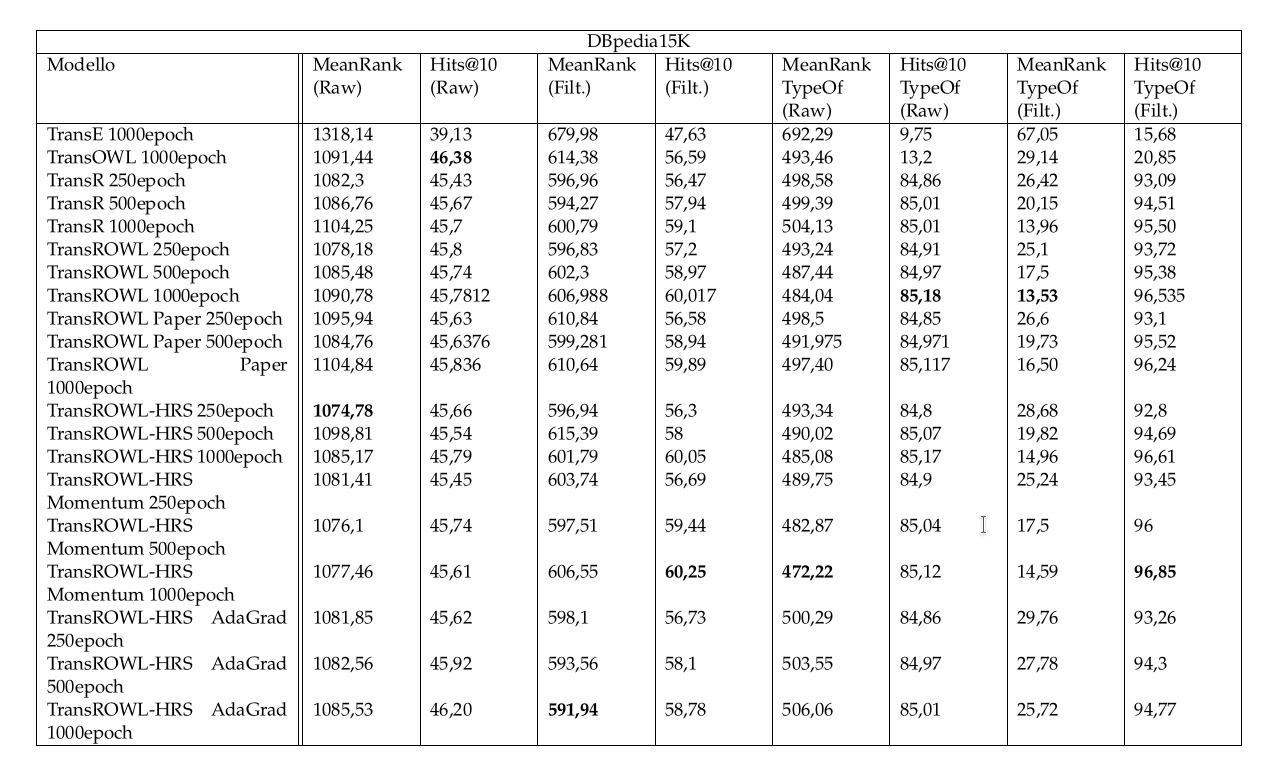 DBpedia15K
Modello MeanRank (Raw) Hits@10 (Raw) MeanRank (Filt.) Hits@10 (Filt.) MeanRank TypeOf (Raw) Hits@10 TypeOf (Raw) MeanRank TypeOf (Filt.) Hits@10 TypeOf (Filt.)
TransE 1000epoch 1318,14 39,13 679,98 47,63 692,29 9,75 67,05 15,68
TransOWL 1000epoch 1091,44 46,38 614,38 56,59 493,46 13,2 29,14 20,85
TransR 250epoch 1082,3 45,43 596,96 56,47 498,58 84,86 26,42 93,09
TransR 500epoch 1086,76 45,67 594,27 57,94 499,39 85,01 20,15 94,51
TransR 1000epoch 1104,25 45,7 600,79 59,1 504,13 85,01 13,96 95,50
TransROWL 250epoch 1078,18 45,8 596,83 57,2 493,24 84,91 25,1 93,72
TransROWL 500epoch 1085,48 45,74 602,3 58,97 487,44 84,97 17,5 95,38
TransROWL 1000epoch 1090,78 45,7812 606,988 60,017 484,04 85,18 13,53 96,535
TransROWL Paper 250epoch 1095,94 45,63 610,84 56,58 498,5 84,85 26,6 93,1
TransROWL Paper 500epoch 1084,76 45,6376 599,281 58,94 491,975 84,971 19,73 95,52
TransROWL Paper 1104,84 45,836 610,64 59,89 497,40 85,117 16,50 96,24
1000epoch
TransROWL-HRS 250epoch 1074,78 45,66 596,94 56,3 493,34 84,8 28,68 92,8
TransROWL-HRS 500epoch 1098,81 45,54 615,39 58 490,02 85,07 19,82 94,69
TransROWL-HRS 1000epoch 1085,17 45,79 601,79 60,05 485,08 85,17 14,96 96,61
TransROWL-HRS 1081,41 45,45 603,74 56,69 489,75 84,9 25,24 93,45
Momentum 250epoch
TransROWL-HRS 1076,1 45,74 597,51 59,44 482,87 85,04 17,5 96
Momentum 500epoch
TransROWL-HRS 1077,46 45,61 606,55 60,25 472,22 85,12 14,59 96,85
Momentum 1000epoch
TransROWL-HRS AdaGrad 1081,85 45,62 598,1 56,73 500,29 84,86 29,76 93,26
250epoch
TransROWL-HRS AdaGrad 1082,56 45,92 593,56 58,1 503,55 84,97 27,78 94,3
500epoch
TransROWL-HRS AdaGrad 1085,53 46,20 591,94 58,78 506,06 85,01 25,72 94,77
1000epoch